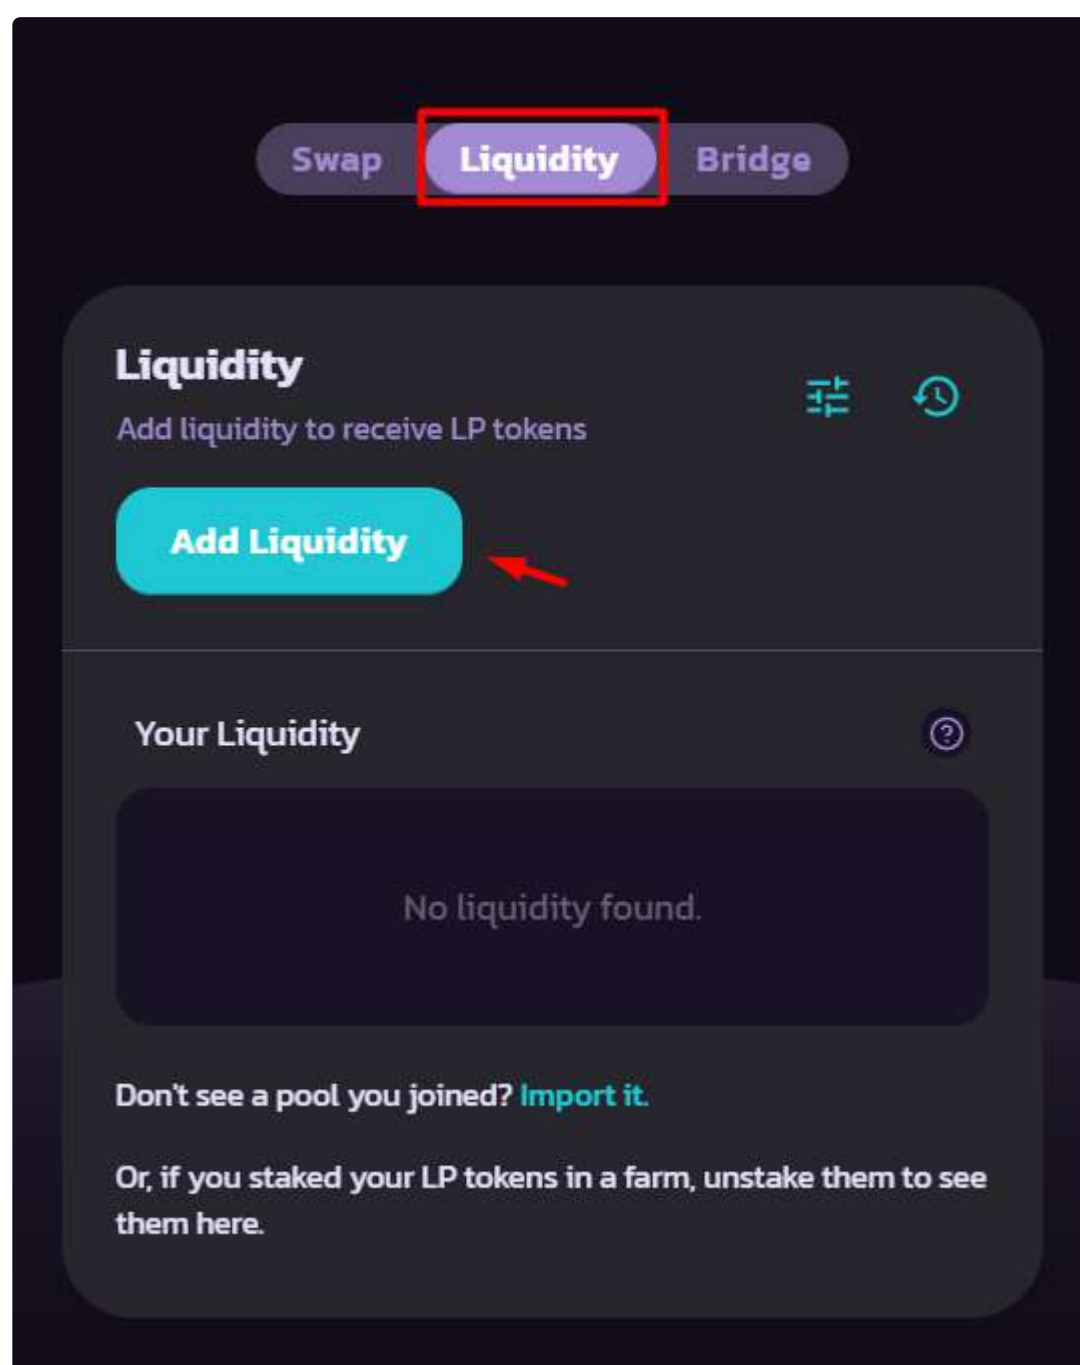 Swap Liquidity Bridge
Liquidity
Add liquidity to receive LP tokens
Add Liquidity
Your Liquidity
No liquidity found.
Don't see a pool you joined? Import it.
Or, if you staked your LP tokens in a farm, unstake them to see
them here.